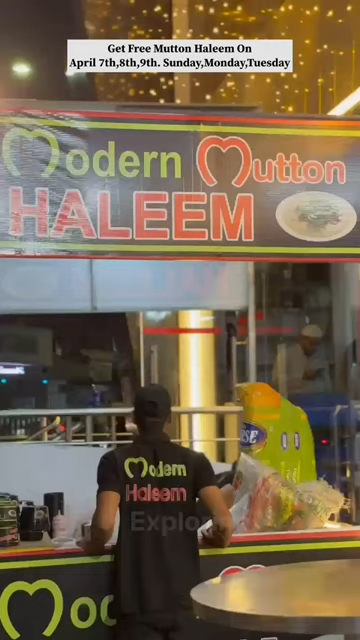 Get Free Mutton Haleem On
April 7th,8th,9th. Sunday,Monday,Tuesday
Modern Mutton
HALEEM
Modern
Haleem
Explo